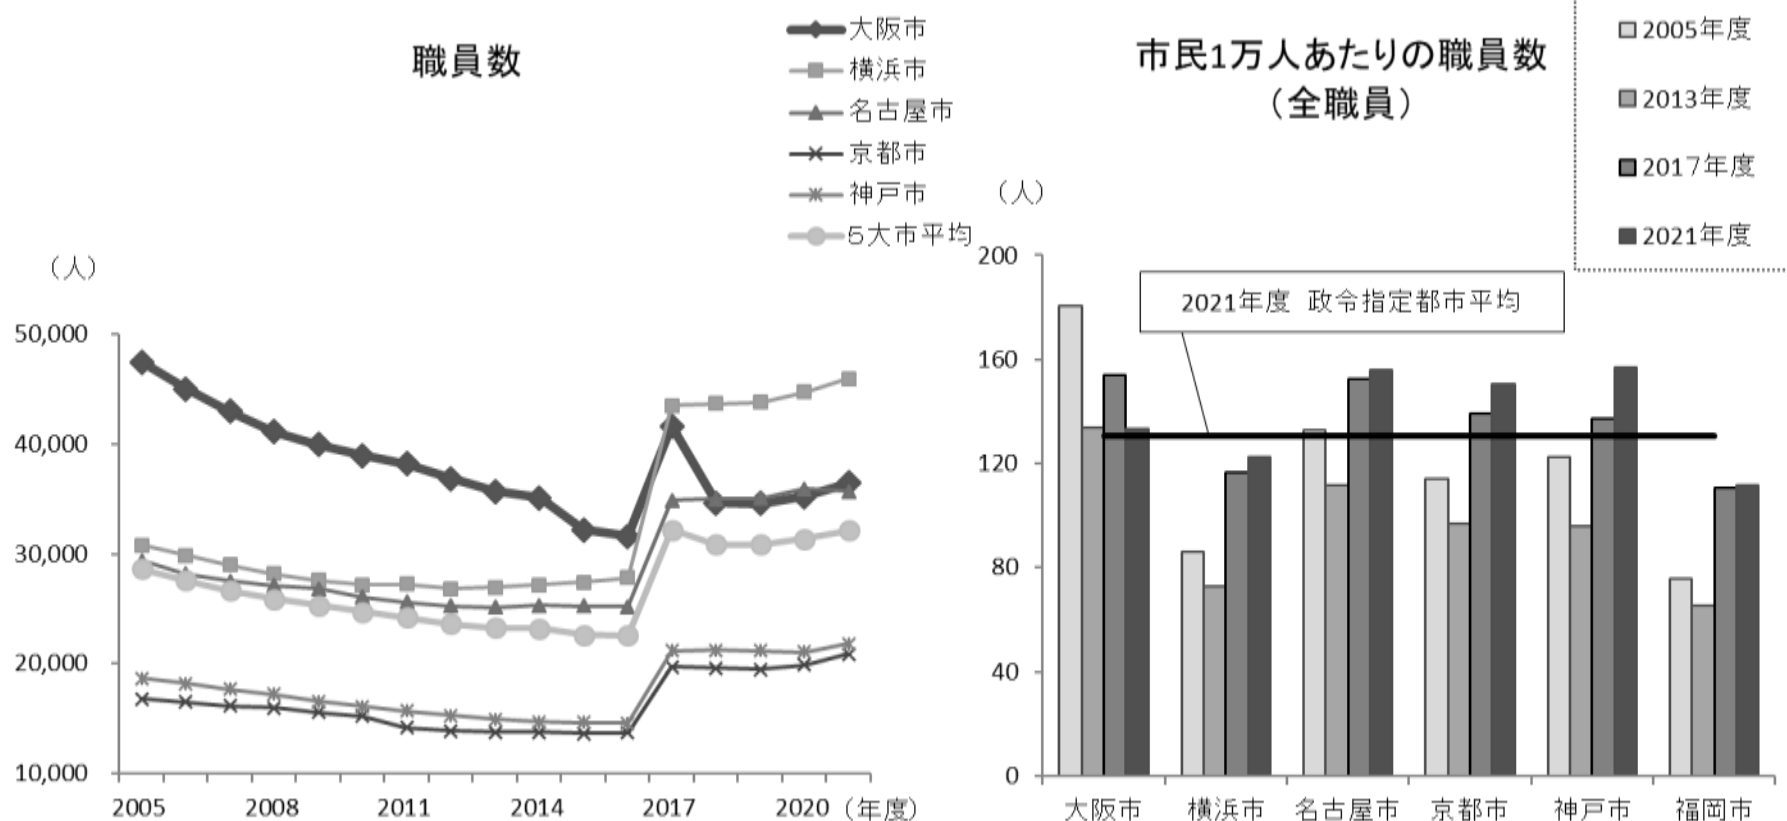 職員数
大阪市
横浜市
名古屋市
京都市
神戸市
5大市平均
（人）
50,000
40,000
30,000
20,000
10,000
2005
2008
2011
2014
2017
2020
（年度）
市民1万人あたりの職員数
（全職員）
2005年度
2013年度
2017年度
2021年度
（人）
2021年度 政令指定都市平均
200
160
120
80
40
0
大阪市
横浜市
名古屋市
京都市
神戸市
福岡市